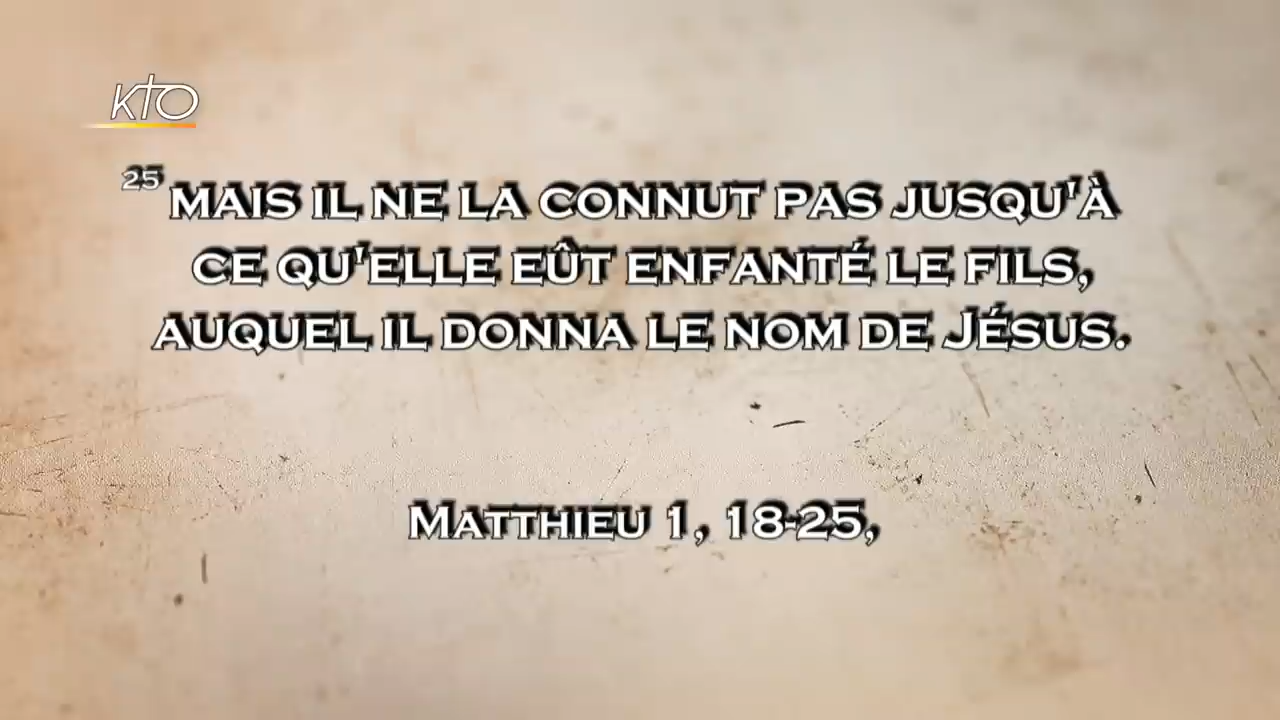 KTO
25 MAIS IL NE LA CONNUT PAS JUSQU'À
CE QU'ELLE EÛT ENFANTÉ LE FILS,
AUQUEL IL DONNA LE NOM DE JÉSUS.
MATTHIEU 1, 18-25,